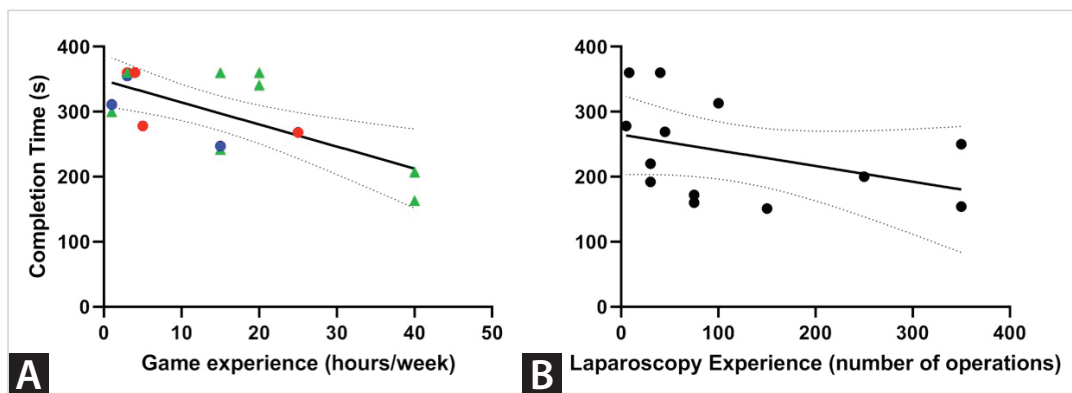 400
300
200
100
0
Completion Time (s)
0 10 20 30 40 50
Game experience (hours/week)
A
400
300
200
100
0
0 100 200 300 400
Laparoscopy Experience (number of operations)
B